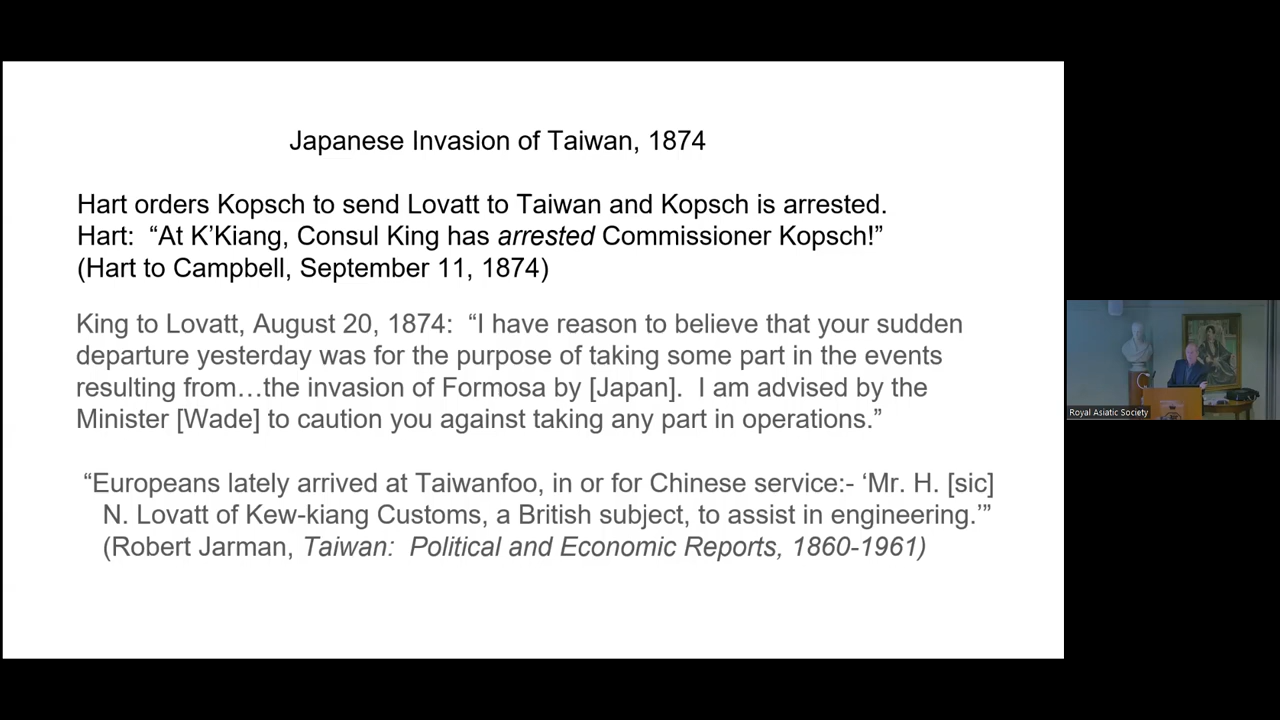 Japanese Invasion of Taiwan, 1874
Hart orders Kopsch to send Lovatt to Taiwan and Kopsch is arrested.
Hart:  “At K’Kiang, Consul King has arrested Commissioner Kopsch!”
(Hart to Campbell, September 11, 1874)
King to Lovatt, August 20, 1874:  “I have reason to believe that your sudden
departure yesterday was for the purpose of taking some part in the events
resulting from…the invasion of Formosa by [Japan].  I am advised by the
Minister [Wade] to caution you against taking any part in operations.”
“Europeans lately arrived at Taiwanfoo, in or for Chinese service:- ‘Mr. H. [sic]
N. Lovatt of Kew-kiang Customs, a British subject, to assist in engineering.’”
(Robert Jarman, Taiwan:  Political and Economic Reports, 1860-1961)
Royal Asiatic Society